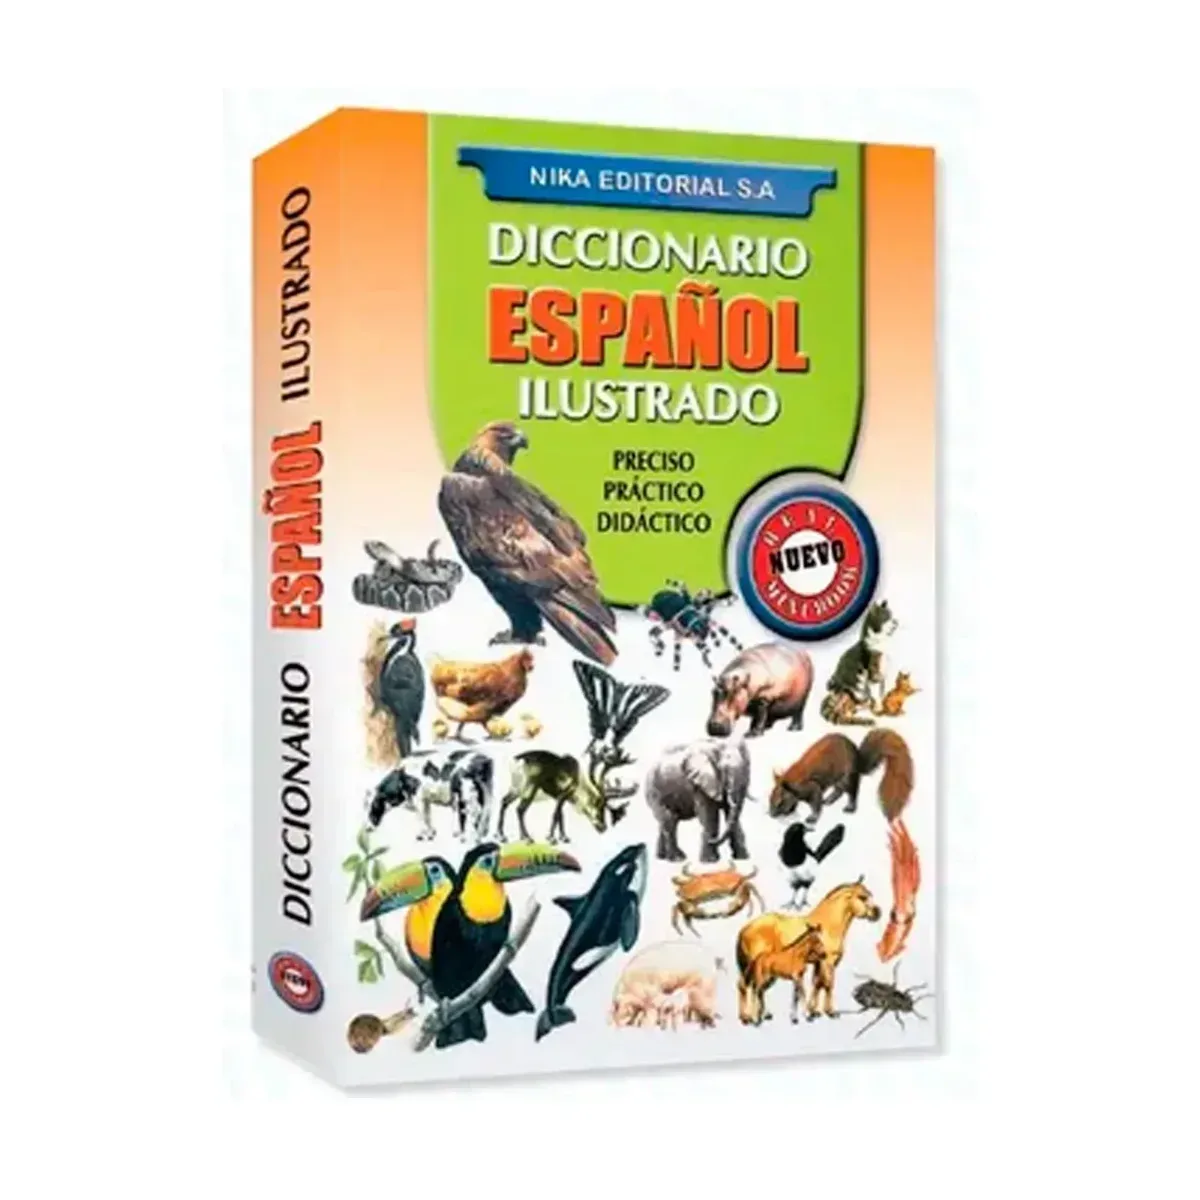 NIKA EDITORIAL S.A
DICCIONARIO
ESPAÑOL
ILUSTRADO
PRECISO
PRÁCTICO
DIDÁCTICO
NUEVO
DICCIONARIO ESPAÑOL ILUSTRADO